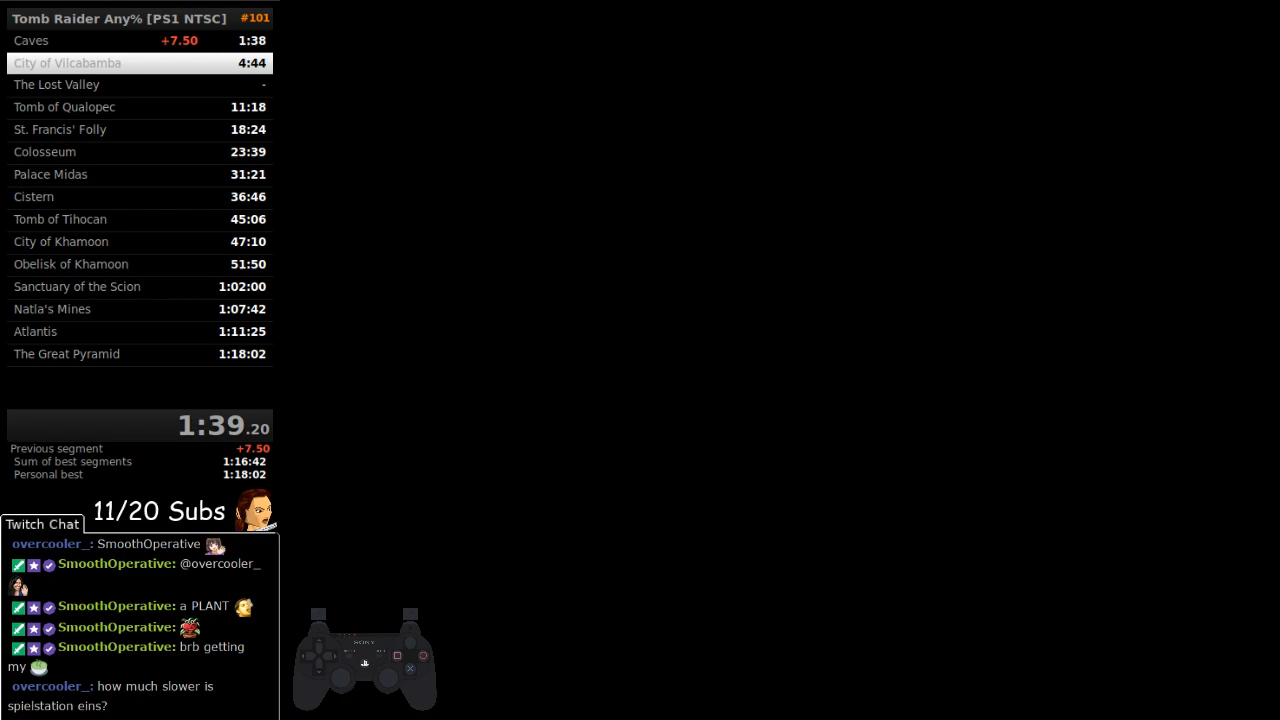 Tomb Raider Any% [PS1 NTSC] #101
Caves +7.50 1:38
City of Vilcabamba 4:44
The Lost Valley -
Tomb of Qualopec 11:18
St. Francis' Folly 18:24
Colosseum 23:39
Palace Midas 31:21
Cistern 36:46
Tomb of Tihocan 45:06
City of Khamoon 47:10
Obelisk of Khamoon 51:50
Sanctuary of the Scion 1:02:00
Natla's Mines 1:07:42
Atlantis 1:11:25
The Great Pyramid 1:18:02
1:39.20
Previous segment +7.50
Sum of best segments 1:16:42
Personal best 1:18:02
11/20 Subs
Twitch Chat
overcooler_: SmoothOperative
SmoothOperative: @overcooler_
SmoothOperative: a PLANT
SmoothOperative:
SmoothOperative: brb getting
my
overcooler_: how much slower is
spielstation eins?
SONY